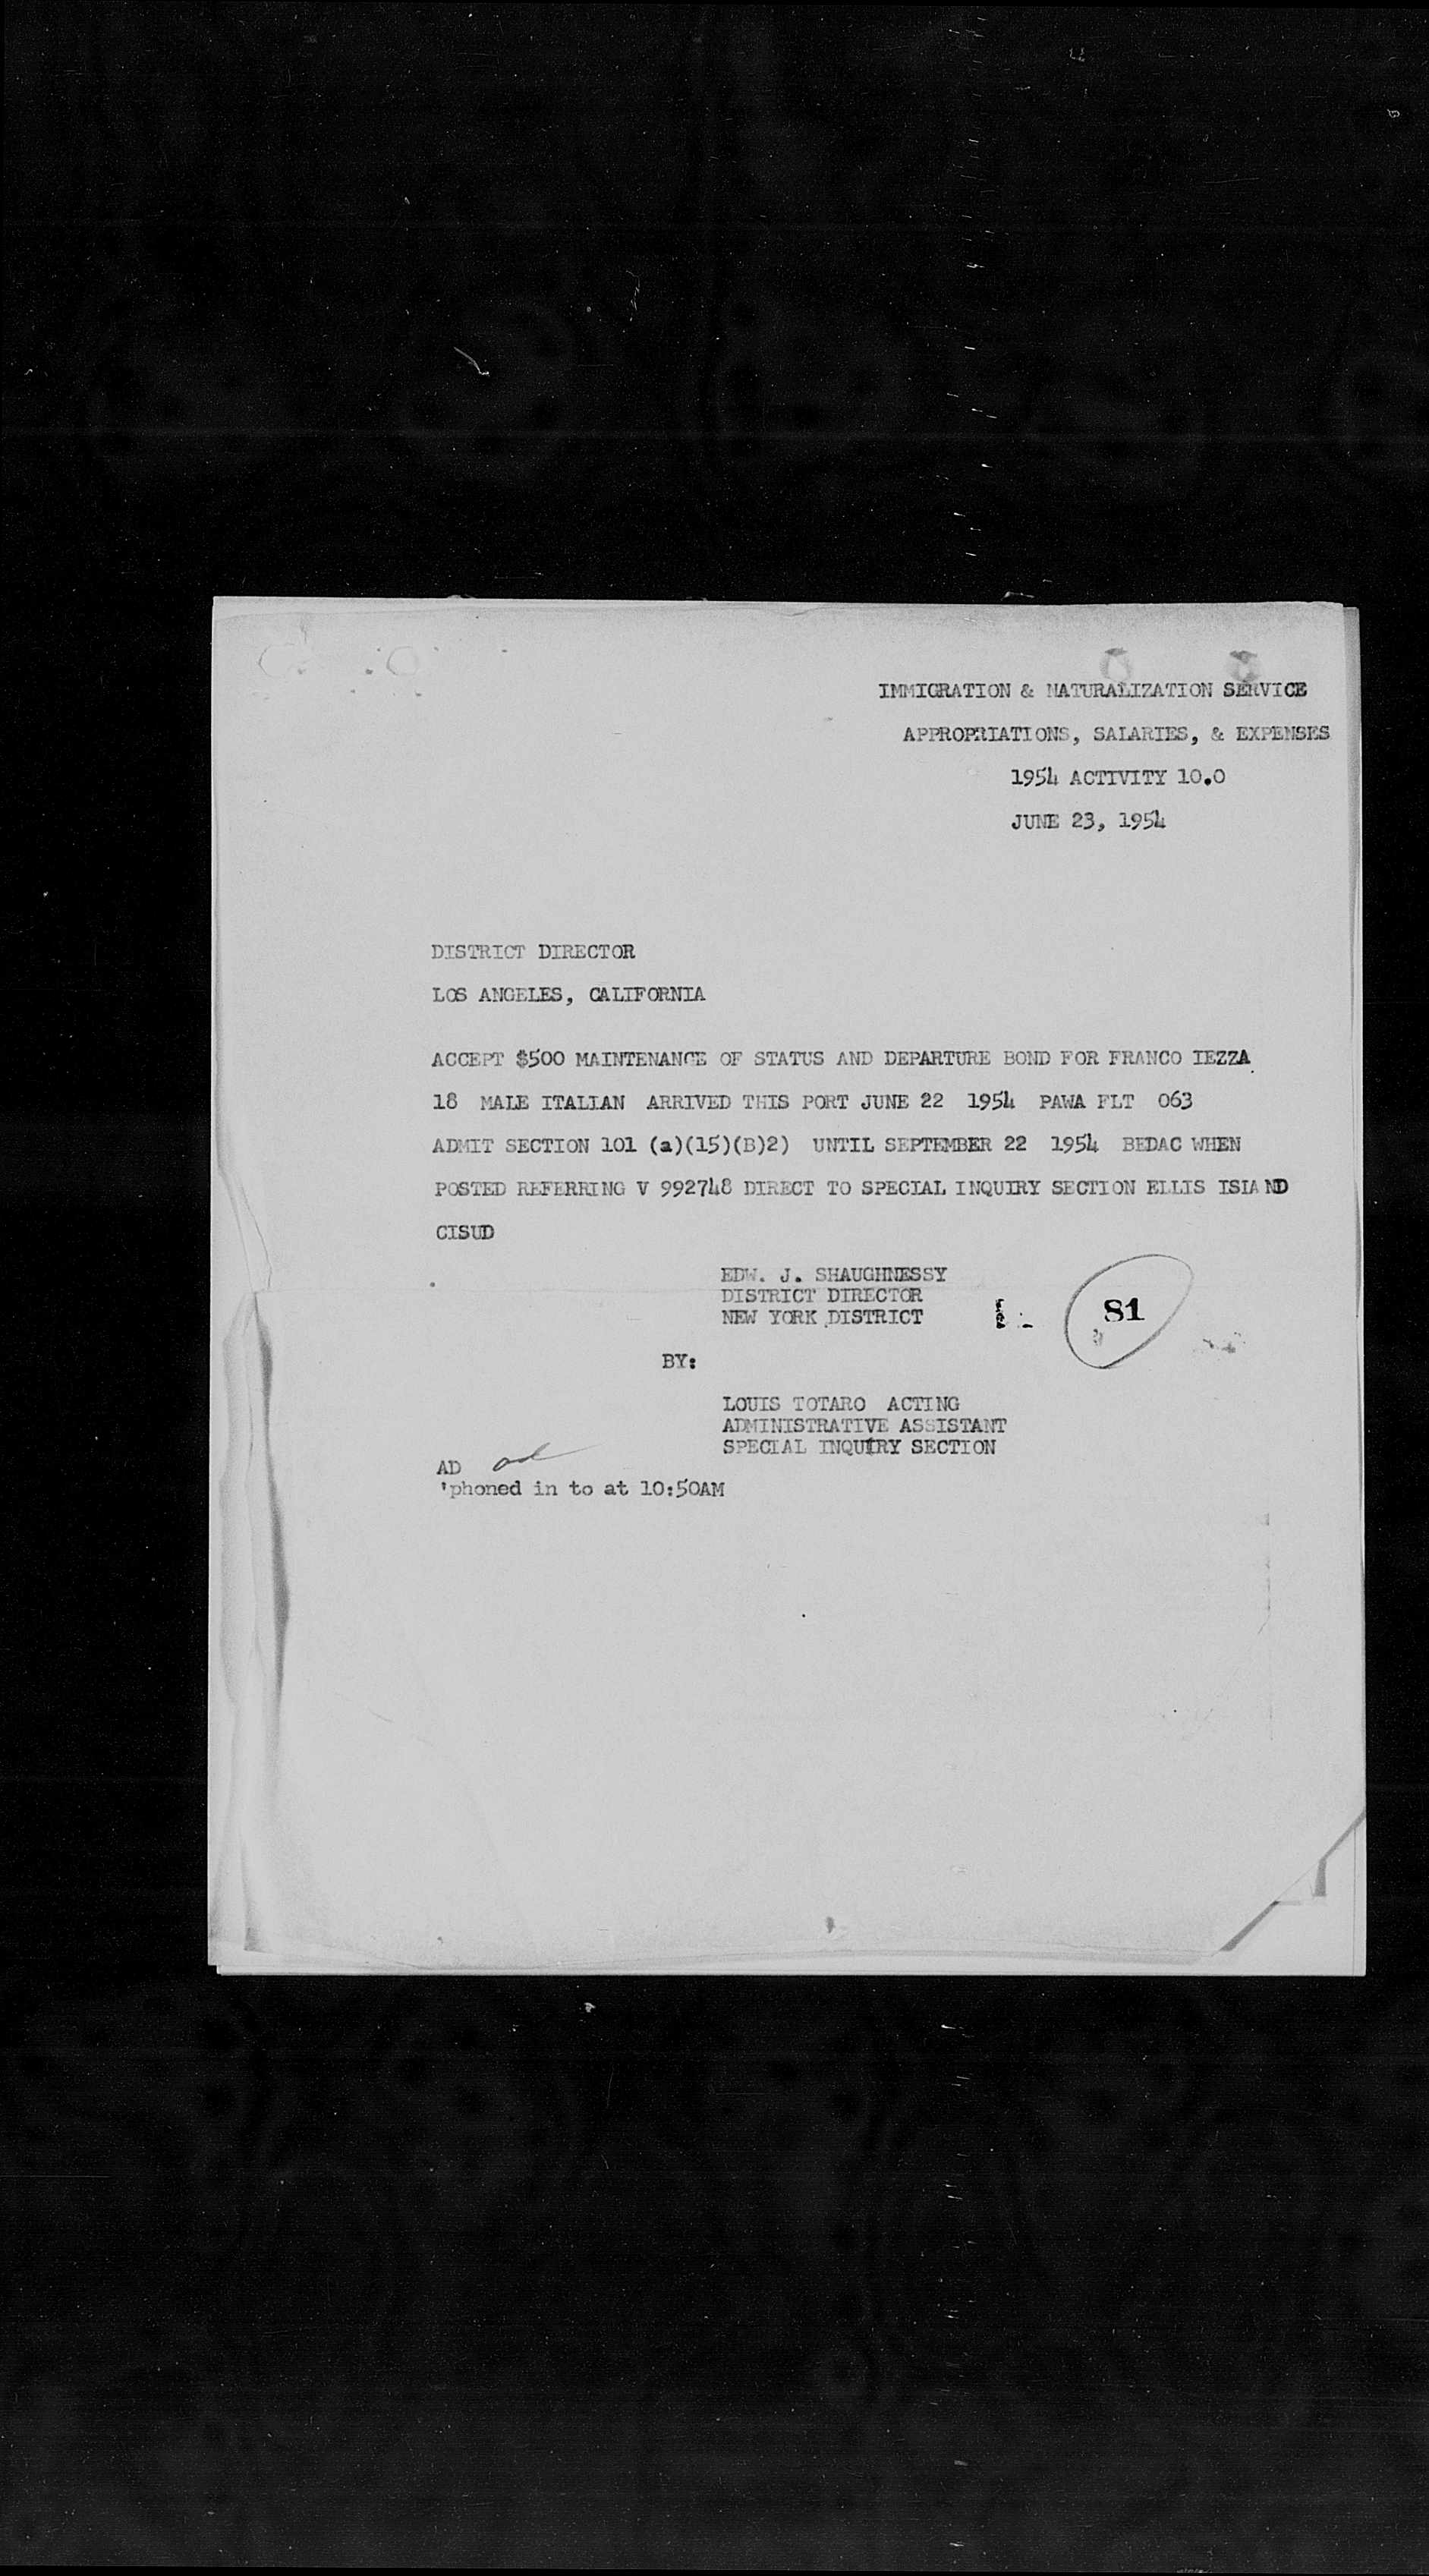 IMMIGRATION & NATURALIZATION SERVICE
APPROPRIATIONS, SALARIES, & EXPENSES
1954 ACTIVITY 10.0
JUNE 23, 1954
DISTRICT DIRECTOR
LOS ANGELES, CALIFORNIA
ACCEPT $500 MAINTENANCE OF STATUS AND DEPARTURE BOND FOR FRANCO IEZZA
18 MALE ITALIAN ARRIVED THIS PORT JUNE 22 1954 PAWA FLT 063
ADMIT SECTION 101 (a)(15)(B)2) UNTIL SEPTEMBER 22 1954 BEDAC WHEN
POSTED REFERRING V 992748 DIRECT TO SPECIAL INQUIRY SECTION ELLIS ISIAND
CISUD
EDW. J. SHAUGHNESSY
DISTRICT DIRECTOR
NEW YORK DISTRICT
81
BY:
LOUIS TOTARO ACTING
ADMINISTRATIVE ASSISTANT
SPECIAL INQUIRY SECTION
AD ad
'phoned in to at 10:50AM